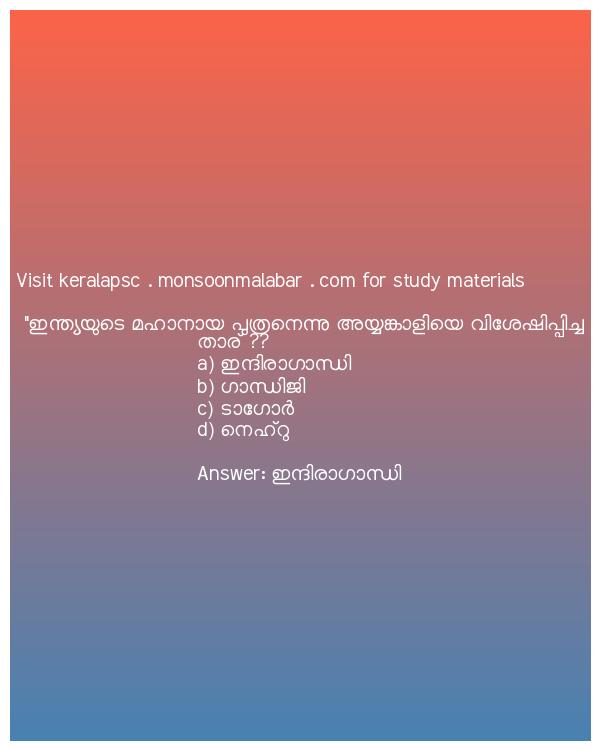 Visit keralapsc . monsoonmalabar . com for study materials
"ഇന്ത്യയുടെ മഹാനായ പുത്രനെന്നു അയ്യങ്കാളിയെ വിശേഷിപ്പിച്ച
താര് ??
a) ഇന്ദിരാഗാന്ധി
b) ഗാന്ധിജി
c) ടാഗോർ
d) നെഹ്റു
Answer: ഇന്ദിരാഗാന്ധി